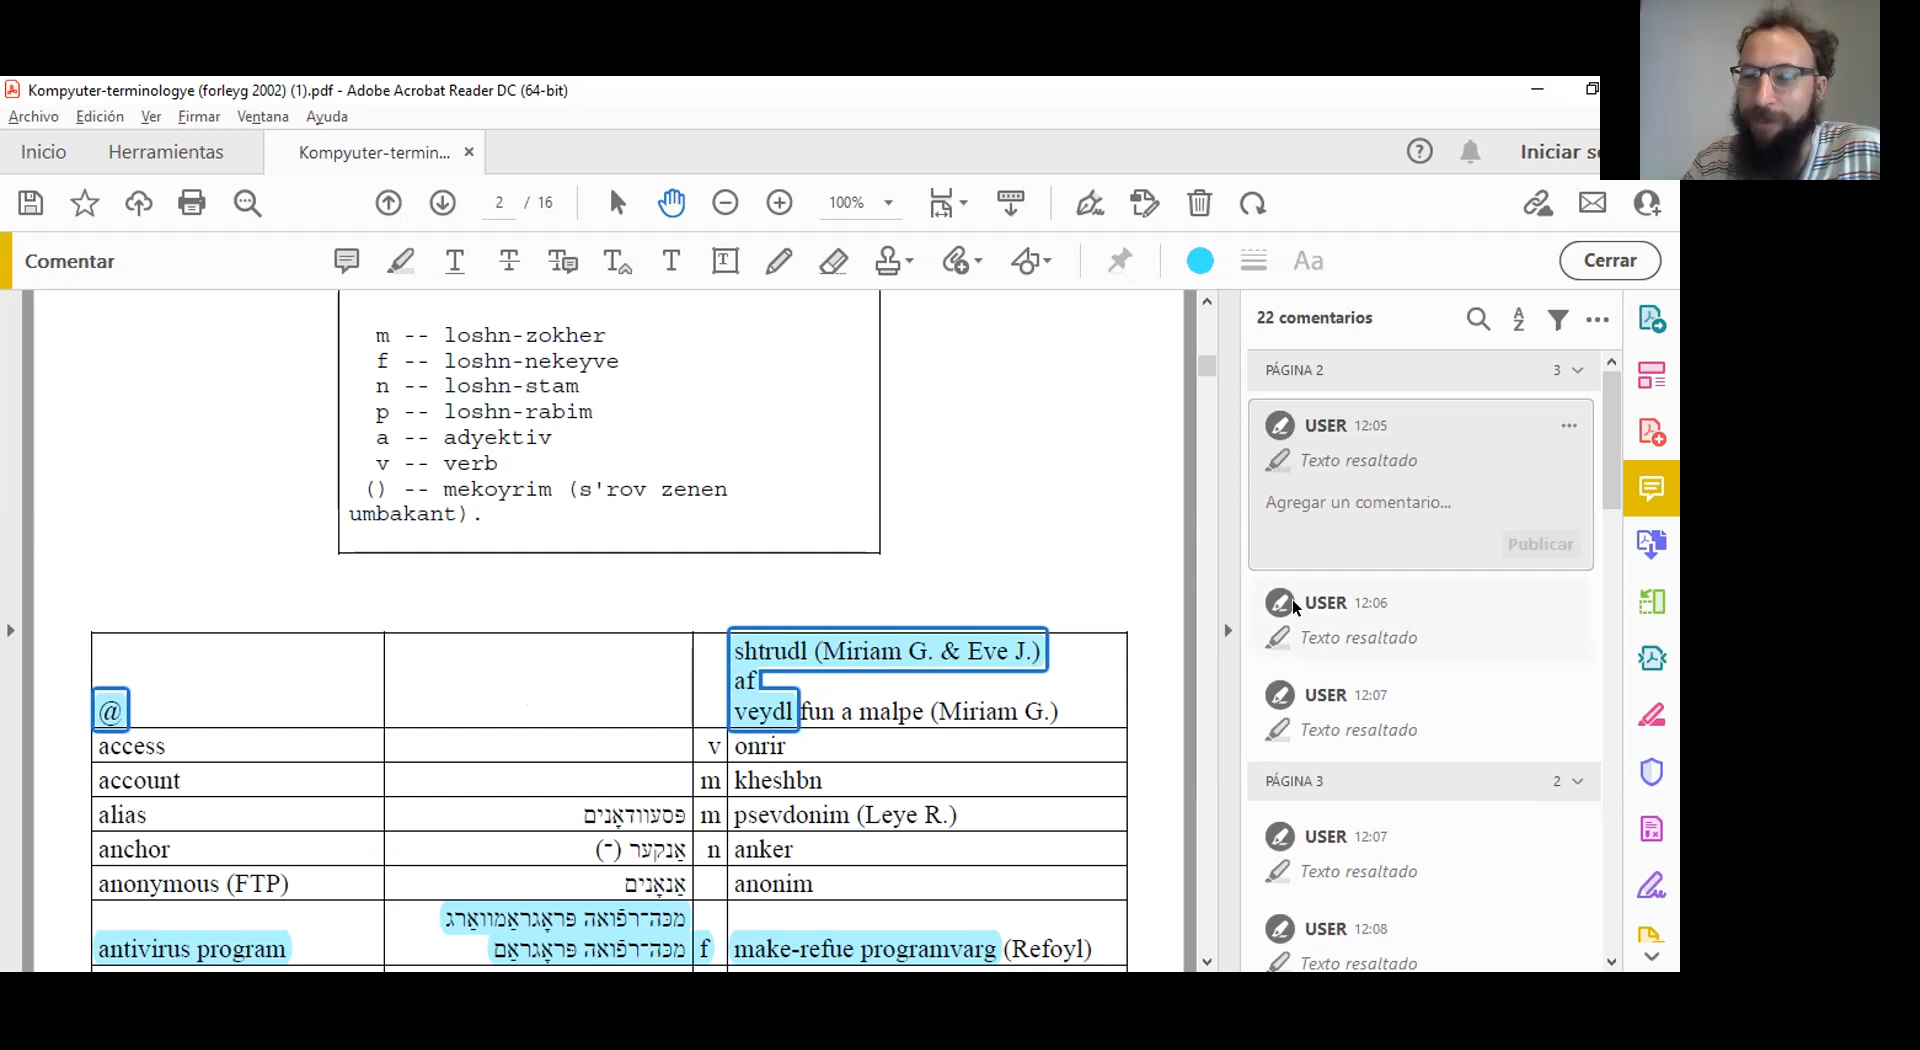 Kompyuter-terminologye (forleyg 2002) (1).pdf - Adobe Acrobat Reader DC (64-bit)
Archivo Edición Ver Firmar Ventana Ayuda
Inicio Herramientas Kompyuter-termin... × Iniciar s
2 / 16 100%
Comentar Cerrar
m -- loshn-zokher
f -- loshn-nekeyve
n -- loshn-stam
p -- loshn-rabim
a -- adyektiv
v -- verb
() -- mekoyrim (s'rov zenen
umbakant).
shtrudl (Miriam G. & Eve J.)
af
@ veydl fun a malpe (Miriam G.)
access v onrir
account m kheshbn
alias פּסעוודאָנים m psevdonim (Leye R.)
anchor אַנקער (־) n anker
anonymous (FTP) אַנאָנים anonim
מכּה־רפֿואה פּראָגראַמוואַרג
antivirus program מכּה־רפֿואה פּראָגראַם f make-refue programvarg (Refoyl)
22 comentarios
PÁGINA 2 3
USER 12:05
Texto resaltado
Agregar un comentario...
Publicar
USER 12:06
Texto resaltado
USER 12:07
Texto resaltado
PÁGINA 3 2
USER 12:07
Texto resaltado
USER 12:08
Texto resaltado